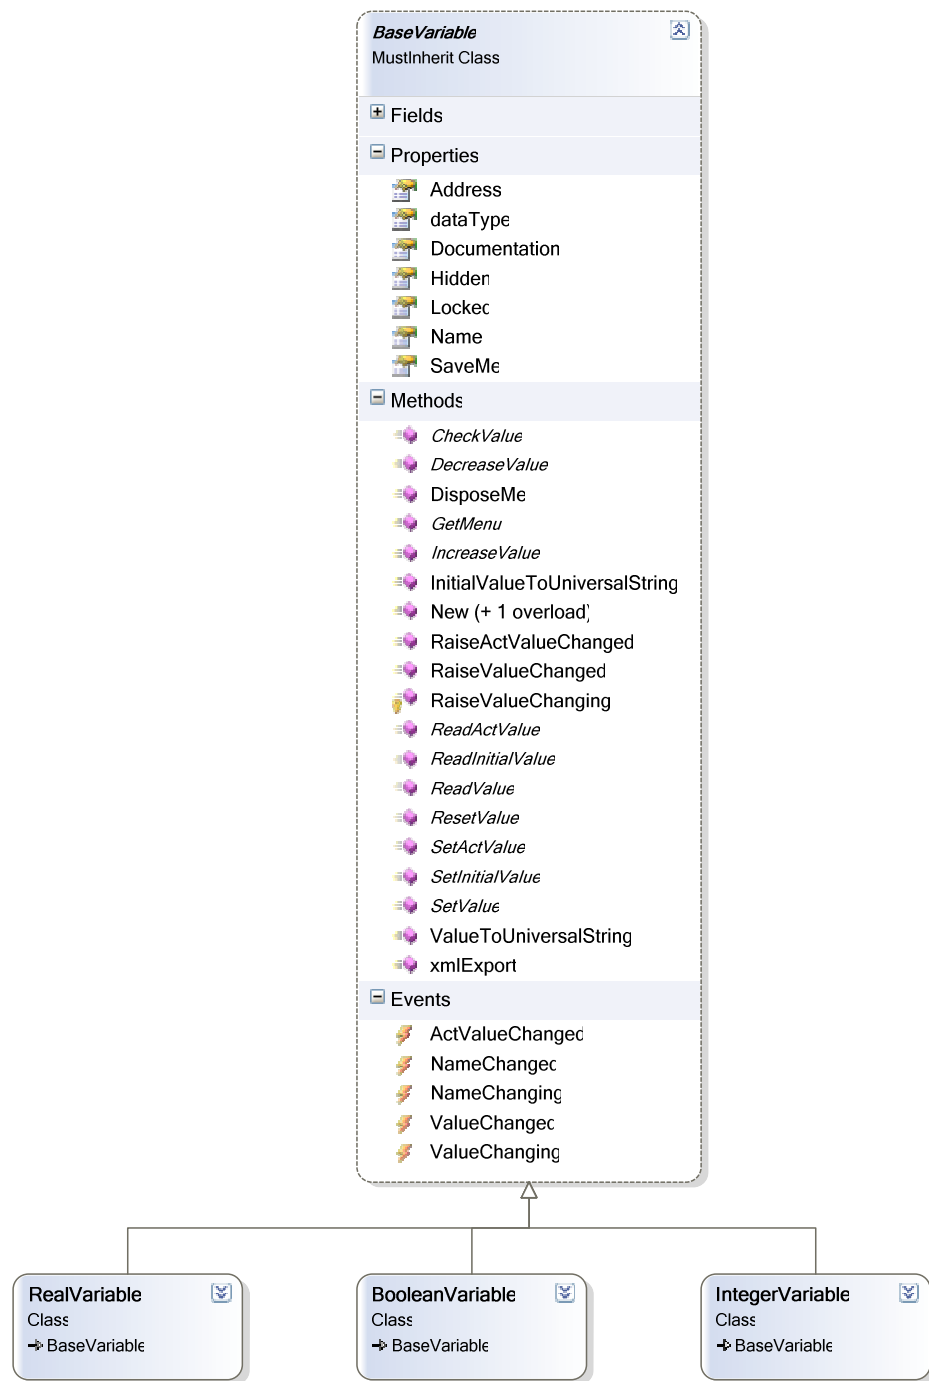 BaseVariable
MustInherit Class
Fields
Properties
Address
dataType
Documentation
Hidden
Locked
Name
SaveMe
Methods
CheckValue
DecreaseValue
DisposeMe
GetMenu
IncreaseValue
InitialValueToUniversalString
New (+ 1 overload)
RaiseActValueChanged
RaiseValueChanged
RaiseValueChanging
ReadActValue
ReadInitialValue
ReadValue
ResetValue
SetActValue
SetInitialValue
SetValue
ValueToUniversalString
xmlExport
Events
ActValueChanged
NameChanged
NameChanging
ValueChanged
ValueChanging
RealVariable
Class
BaseVariable
BooleanVariable
Class
BaseVariable
IntegerVariable
Class
BaseVariable